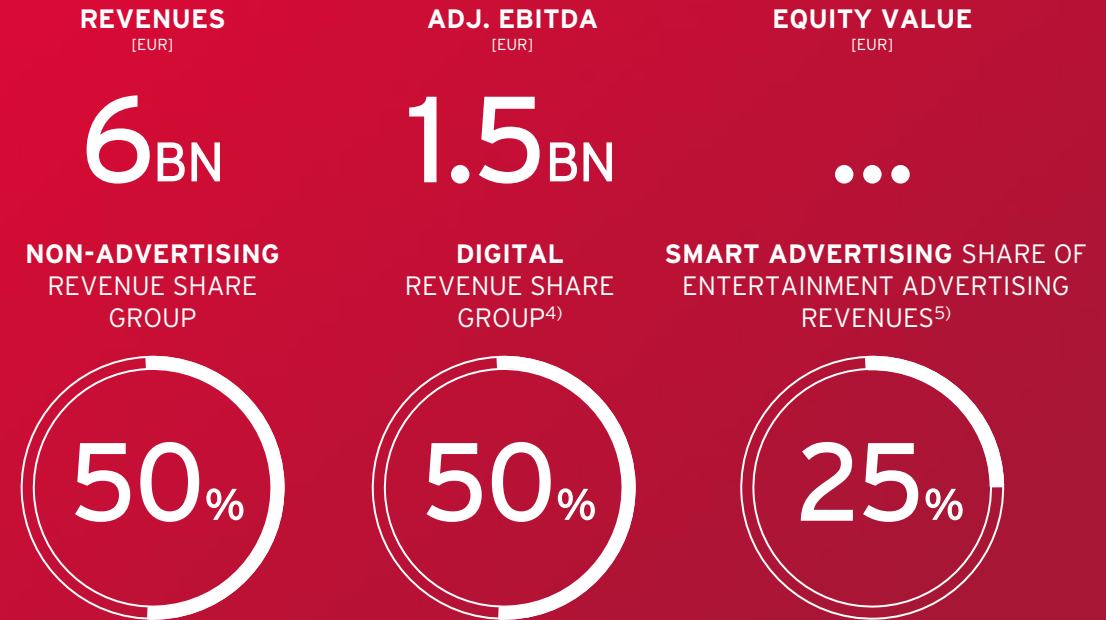 REVENUES
[EUR]
6BN
ADJ. EBITDA
[EUR]
1.5BN
EQUITY VALUE
[EUR]
...
NON-ADVERTISING
REVENUE SHARE
GROUP
50%
DIGITAL
REVENUE SHARE
GROUP4)
50%
SMART ADVERTISING SHARE OF
ENTERTAINMENT ADVERTISING
REVENUES5)
25%